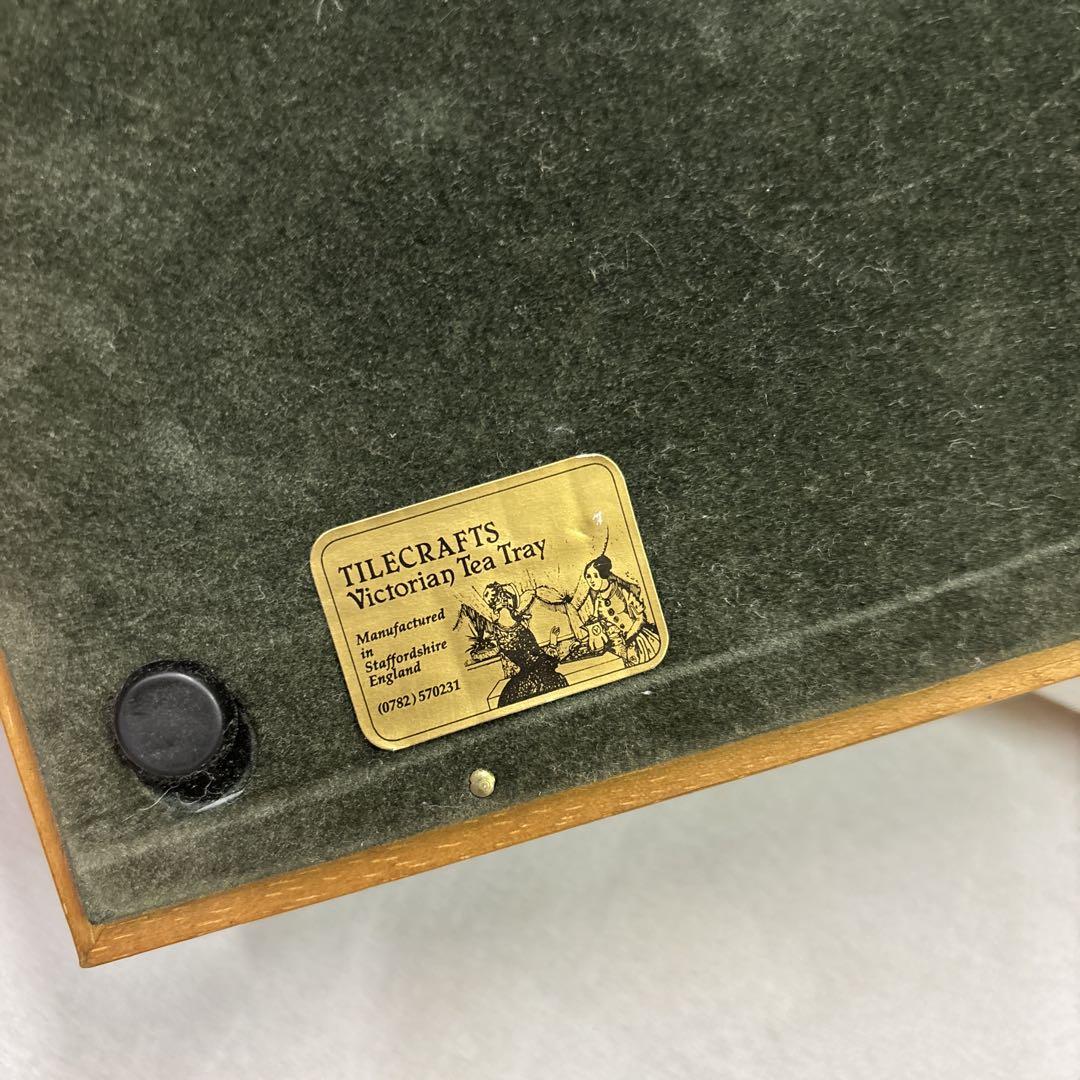 TILECRAFTS
Victorian Tea Tray
Manufactured
in
Staffordshire
England
(0782) 570231